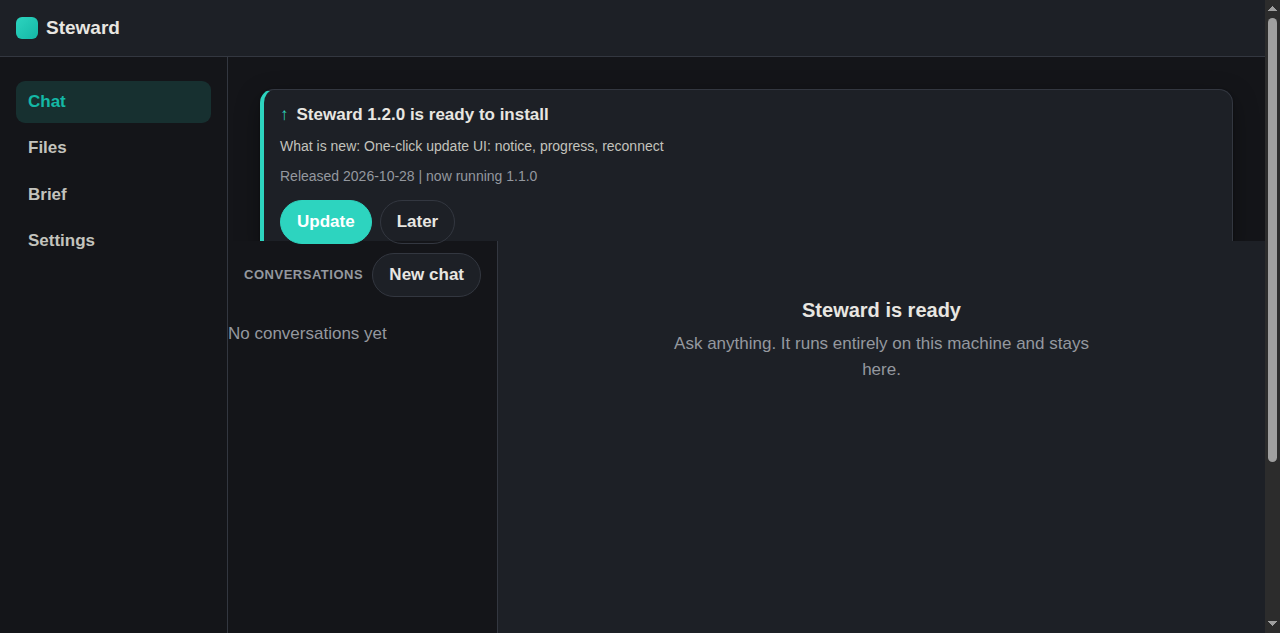 Steward
Chat
Files
Brief
Settings
↑ Steward 1.2.0 is ready to install
What is new: One-click update UI: notice, progress, reconnect
Released 2026-10-28 | now running 1.1.0
Update Later
CONVERSATIONS New chat
No conversations yet
Steward is ready
Ask anything. It runs entirely on this machine and stays
here.